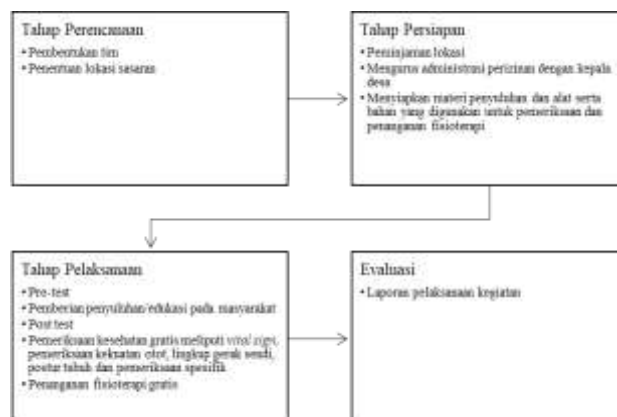 Tahap Perencanaan
• Pembentukan tim
• Penentuan lokasi sasaran
Tahap Persiapan
• Peminjaman lokasi
• Mengurus administrasi perizinan dengan kepala
desa
• Menyiapkan materi penyuluhan dan alat serta
bahan yang digunakan untuk pemeriksaan dan
penanganan fisioterapi
Tahap Pelaksanaan
• Pre-test
• Pemberian penyuluhan/edukasi pada masyarakat
• Post test
• Pemeriksaan kesehatan gratis meliputi vital sign,
pemeriksaan kekuatan otot, lingkup gerak sendi,
postur tubuh dan pemeriksaan spesifik
• Penanganan fisioterapi gratis
Evaluasi
• Laporan pelaksanaan kegiatan